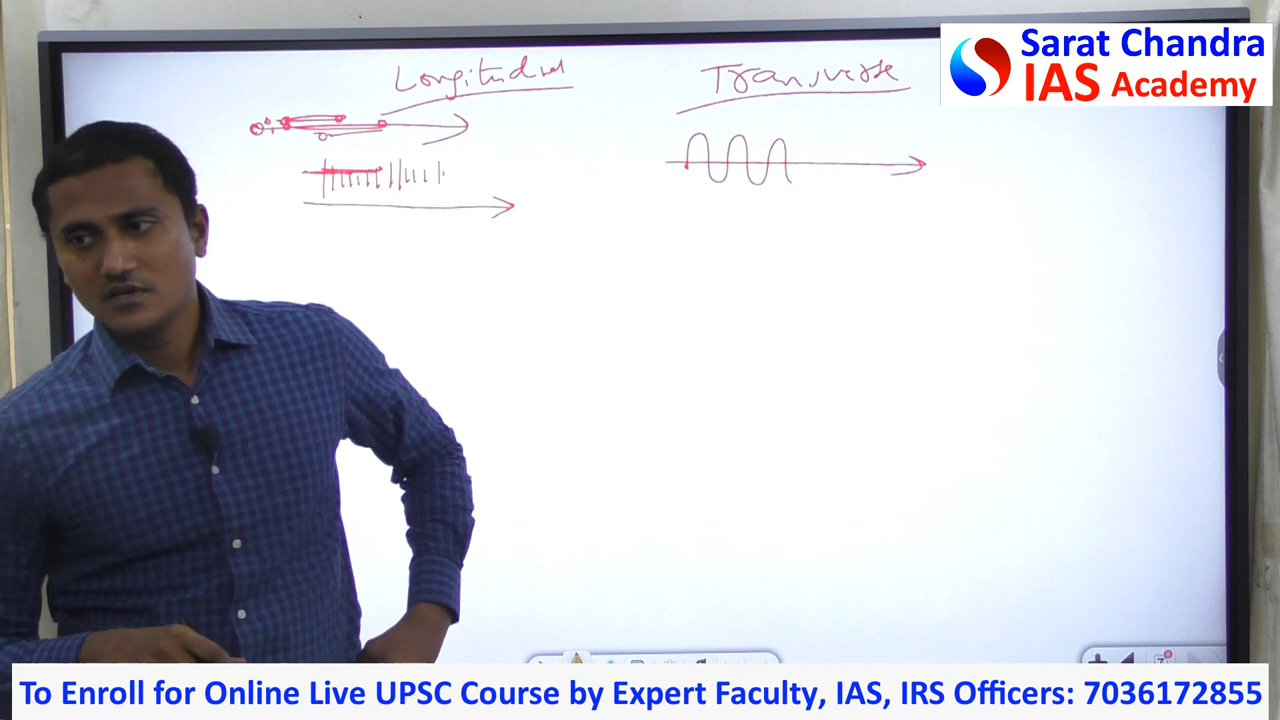 Longitudinal
Transverse
Sarat Chandra
IAS Academy
To Enroll for Online Live UPSC Course by Expert Faculty, IAS, IRS Officers: 7036172855